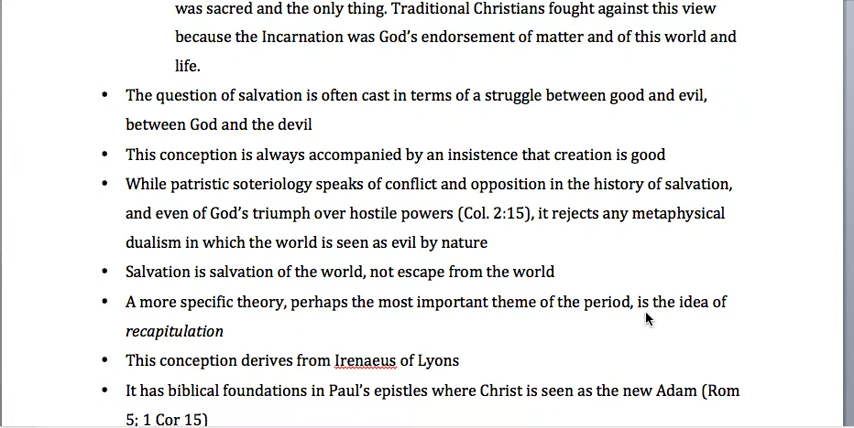 was sacred and the only thing. Traditional Christians fought against this view
because the Incarnation was God's endorsement of matter and of this world and
life.
• The question of salvation is often cast in terms of a struggle between good and evil,
between God and the devil
• This conception is always accompanied by an insistence that creation is good
• While patristic soteriology speaks of conflict and opposition in the history of salvation,
and even of God's triumph over hostile powers (Col. 2:15), it rejects any metaphysical
dualism in which the world is seen as evil by nature
• Salvation is salvation of the world, not escape from the world
• A more specific theory, perhaps the most important theme of the period, is the idea of
recapitulation
• This conception derives from Irenaeus of Lyons
• It has biblical foundations in Paul's epistles where Christ is seen as the new Adam (Rom
5; 1 Cor 15)